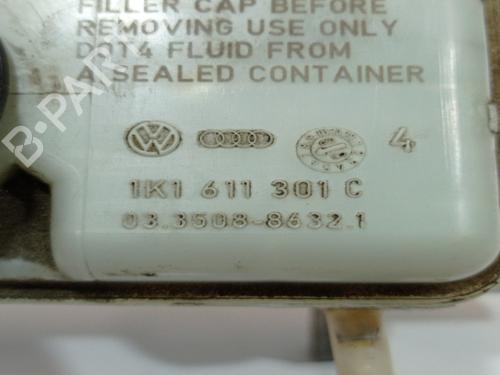 FILLER CAP BEFORE
REMOVING USE ONLY
DOT4 FLUID FROM
A SEALED CONTAINER
4
1K1 611 301 C
03.3508-8632.1
B-PARTS